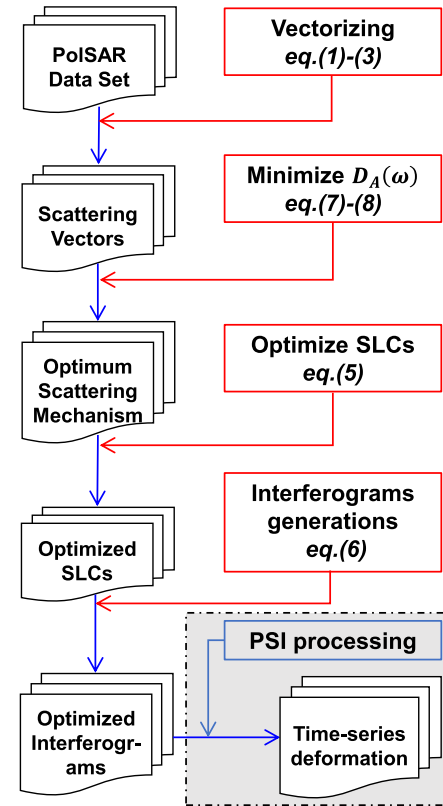 PolSAR
Data Set
Vectorizing
eq.(1)-(3)
Scattering
Vectors
Minimize D_A(ω)
eq.(7)-(8)
Optimum
Scattering
Mechanism
Optimize SLCs
eq.(5)
Optimized
SLCs
Interferograms
generations
eq.(6)
PSI processing
Optimized
Interferogr-
ams
Time-series
deformation